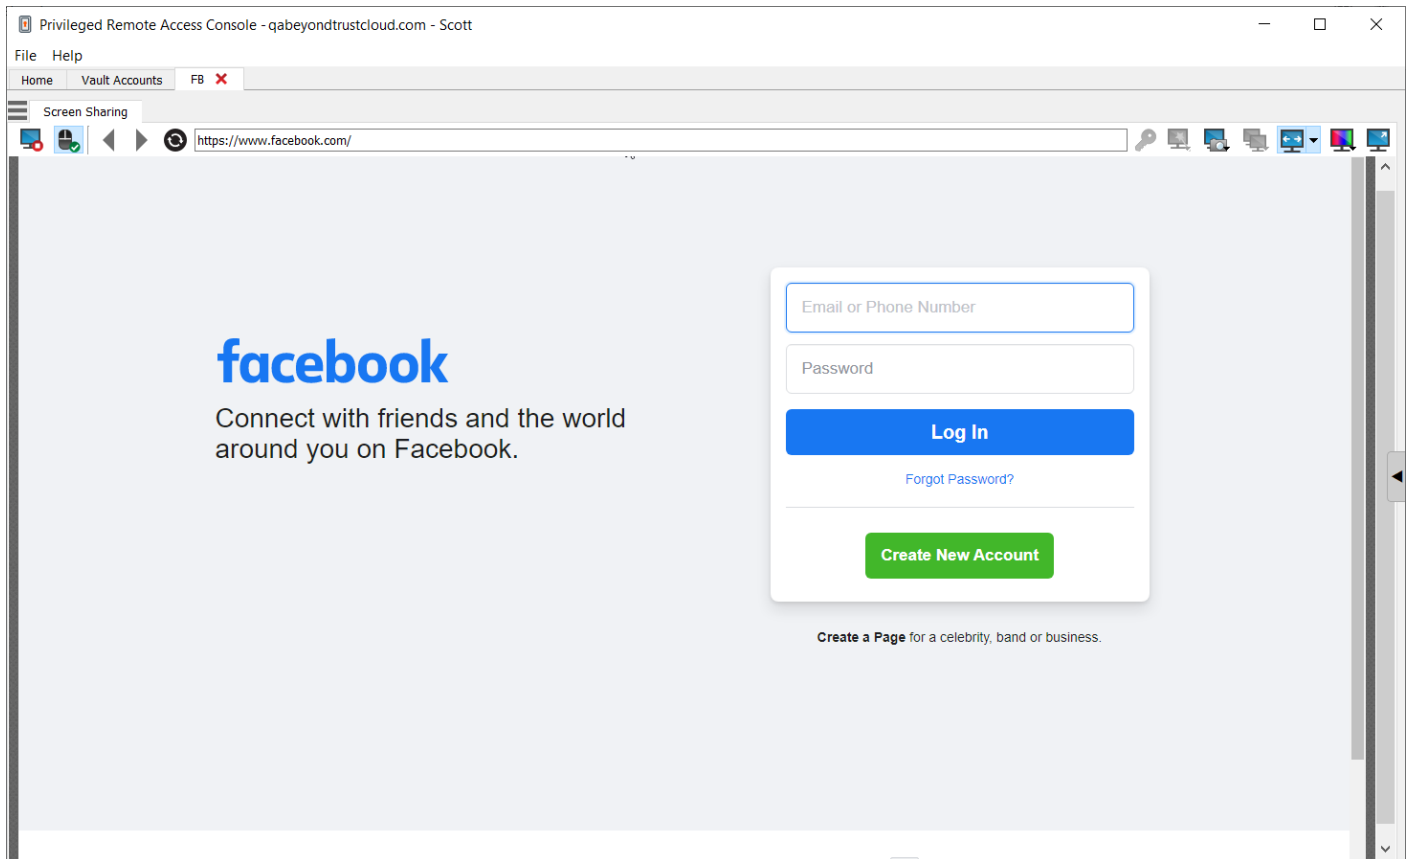 Privileged Remote Access Console - qabeyondtrustcloud.com - Scott
File Help
Home Vault Accounts FB
Screen Sharing
https://www.facebook.com/
facebook
Connect with friends and the world
around you on Facebook.
Email or Phone Number
Password
Log In
Forgot Password?
Create New Account
Create a Page for a celebrity, band or business.